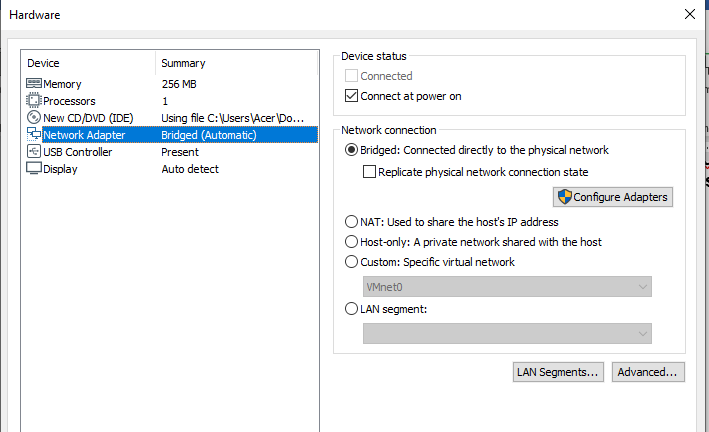 Hardware
Device Summary
Memory 256 MB
Processors 1
New CD/DVD (IDE) Using file C:\Users\Acer\Do...
Network Adapter Bridged (Automatic)
USB Controller Present
Display Auto detect
Device status
Connected
Connect at power on
Network connection
Bridged: Connected directly to the physical network
Replicate physical network connection state
Configure Adapters
NAT: Used to share the host's IP address
Host-only: A private network shared with the host
Custom: Specific virtual network
VMnet0
LAN segment:
LAN Segments... Advanced...